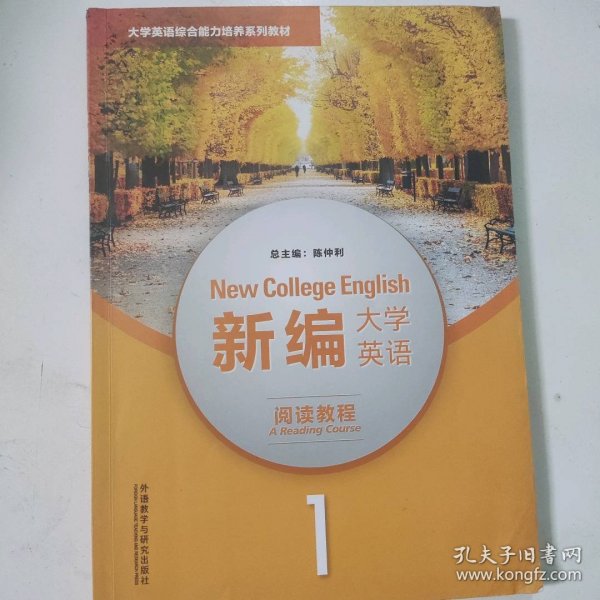 大学英语综合能力培养系列教材
总主编：陈仲利
New College English
新编
大学
英语
阅读教程
A Reading Course
1
外语教学与研究出版社
FOREIGN LANGUAGE TEACHING AND RESEARCH PRESS
孔夫子旧书网
www.kongfz.com